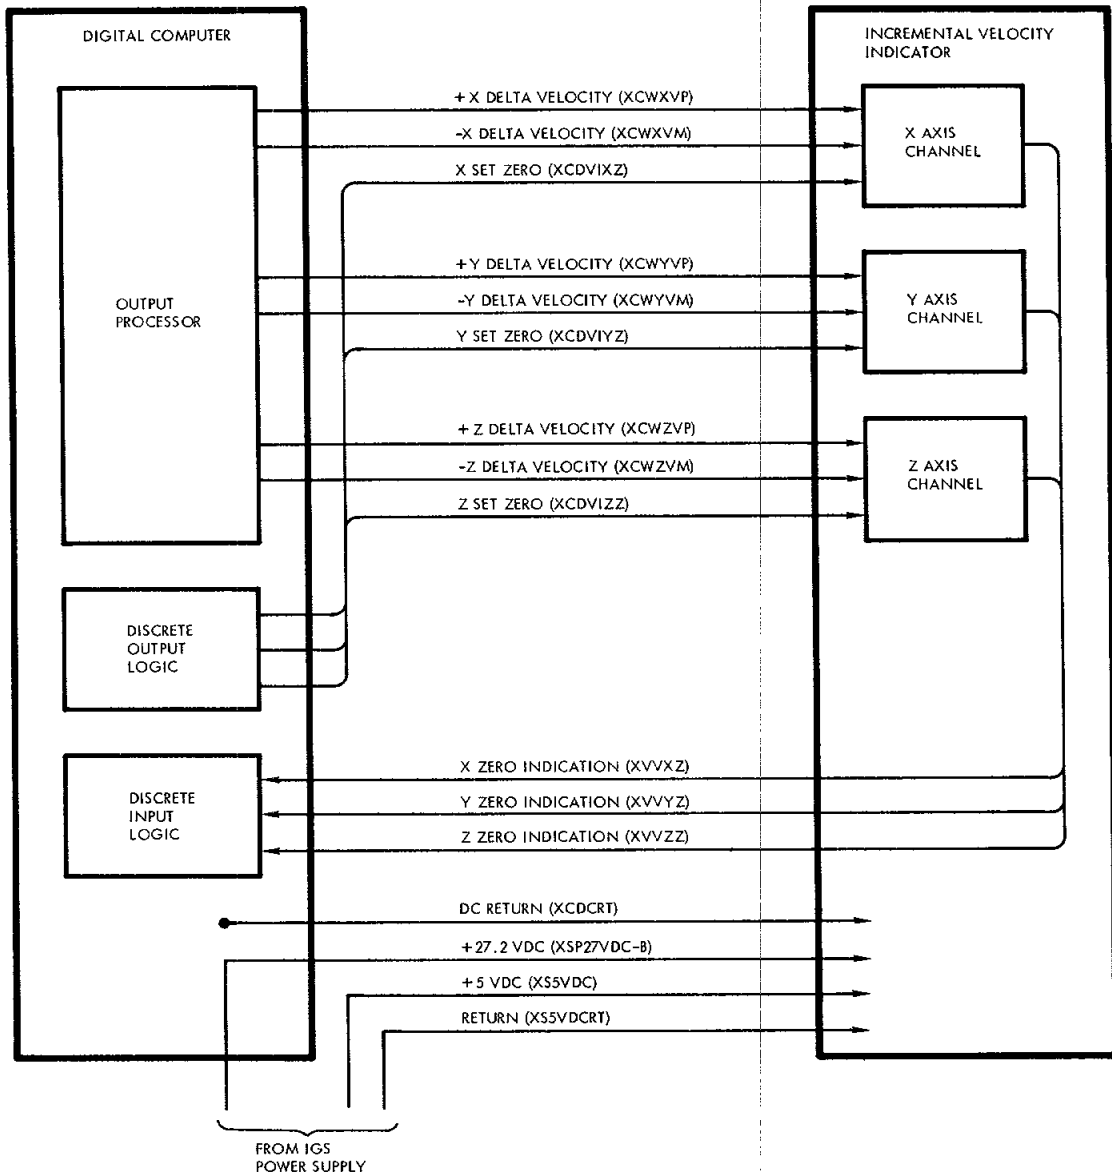 DIGITAL COMPUTER
INCREMENTAL VELOCITY
INDICATOR
+X DELTA VELOCITY (XCWXVP)
-X DELTA VELOCITY (XCWXVM)
X SET ZERO (XCDVIXZ)
X AXIS
CHANNEL
+Y DELTA VELOCITY (XCWYVP)
-Y DELTA VELOCITY (XCWYVM)
Y SET ZERO (XCDVIYZ)
Y AXIS
CHANNEL
OUTPUT
PROCESSOR
+Z DELTA VELOCITY (XCWZVP)
-Z DELTA VELOCITY (XCWZVM)
Z SET ZERO (XCDVIZZ)
Z AXIS
CHANNEL
DISCRETE
OUTPUT
LOGIC
DISCRETE
INPUT
LOGIC
X ZERO INDICATION (XVVXZ)
Y ZERO INDICATION (XVVYZ)
Z ZERO INDICATION (XVVZZ)
DC RETURN (XCDCRT)
+27.2 VDC (XSP27VDC-B)
+5 VDC (XS5VDC)
RETURN (XS5VDCRT)
FROM IGS
POWER SUPPLY